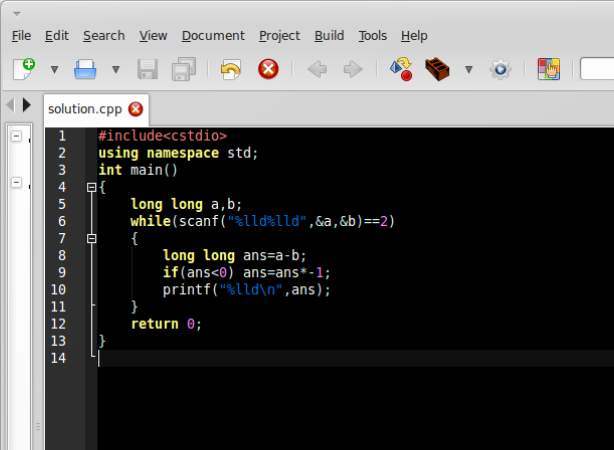 File Edit Search View Document Project Build Tools Help
solution.cpp
1 #include<cstdio>
2 using namespace std;
3 int main()
4 {
5 long long a,b;
6 while(scanf("%lld%lld",&a,&b)==2)
7 {
8 long long ans=a-b;
9 if(ans<0) ans=ans*-1;
10 printf("%lld\n",ans);
11 }
12 return 0;
13 }
14